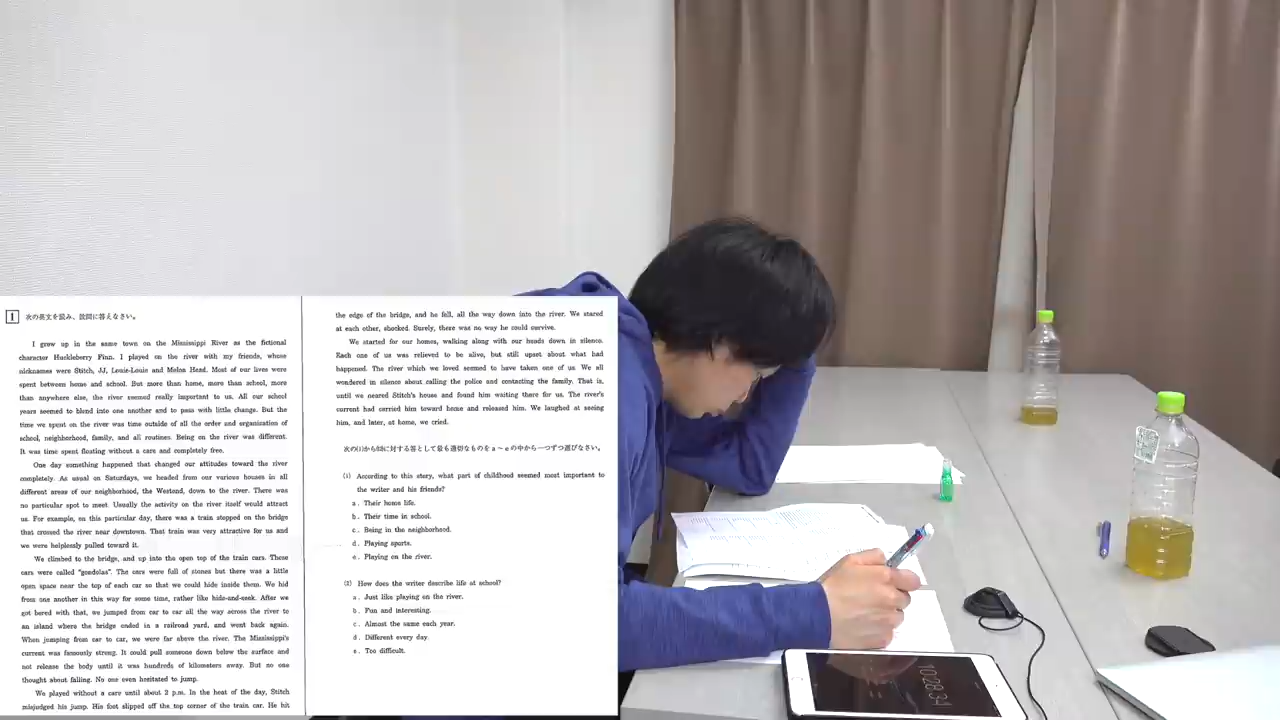 1 次の英文を読み、設問に答えなさい。
I grew up in the same town on the Mississippi River as the fictional
character Huckleberry Finn. I played on the river with my friends, whose
nicknames were Stitch, JJ, Louie-Louie and Melon Head. Most of our lives were
spent between home and school. But more than home, more than school, more
than anywhere else, the river seemed really important to us. All our school
years seemed to blend into one another and to pass with little change. But the
time we spent on the river was time outside of all the order and organization of
school, neighborhood, family, and all routines. Being on the river was different.
It was time spent floating without a care and completely free.
One day something happened that changed our attitudes toward the river
completely. As usual on Saturdays, we headed from our various houses in all
different areas of our neighborhood, the Westend, down to the river. There was
no particular spot to meet. Usually the activity on the river itself would attract
us. For example, on this particular day, there was a train stopped on the bridge
that crossed the river near downtown. That train was very attractive for us and
we were helplessly pulled toward it.
We climbed to the bridge, and up into the open top of the train cars. These
cars were called "gondolas". The cars were full of stones but there was a little
open space near the top of each car so that we could hide inside them. We hid
from one another in this way for some time, rather like hide-and-seek. After we
got bored with that, we jumped from car to car all the way across the river to
an island where the bridge ended in a railroad yard, and went back again.
When jumping from car to car, we were far above the river. The Mississippi's
current was famously strong. It could pull someone down below the surface and
not release the body until it was hundreds of kilometers away. But no one
thought about falling. No one even hesitated to jump.
We played without a care until about 2 p.m. In the heat of the day, Stitch
misjudged his jump. His foot slipped off the top corner of the train car. He hit
the edge of the bridge, and he fell, all the way down into the river. We stared
at each other, shocked. Surely, there was no way he could survive.
We started for our homes, walking along with our heads down in silence.
Each one of us was relieved to be alive, but still upset about what had
happened. The river which we loved seemed to have taken one of us. We all
wondered in silence about calling the police and contacting the family. That is,
until we neared Stitch's house and found him waiting there for us. The river's
current had carried him toward home and released him. We laughed at seeing
him, and later, at home, we cried.
次の(1)から(8)に対する答として最も適切なものをa～eの中から一つずつ選びなさい。
(1) According to this story, what part of childhood seemed most important to
the writer and his friends?
a. Their home life.
b. Their time in school.
c. Being in the neighborhood.
d. Playing sports.
e. Playing on the river.
(2) How does the writer describe life at school?
a. Just like playing on the river.
b. Fun and interesting.
c. Almost the same each year.
d. Different every day.
e. Too difficult.
10:28:34